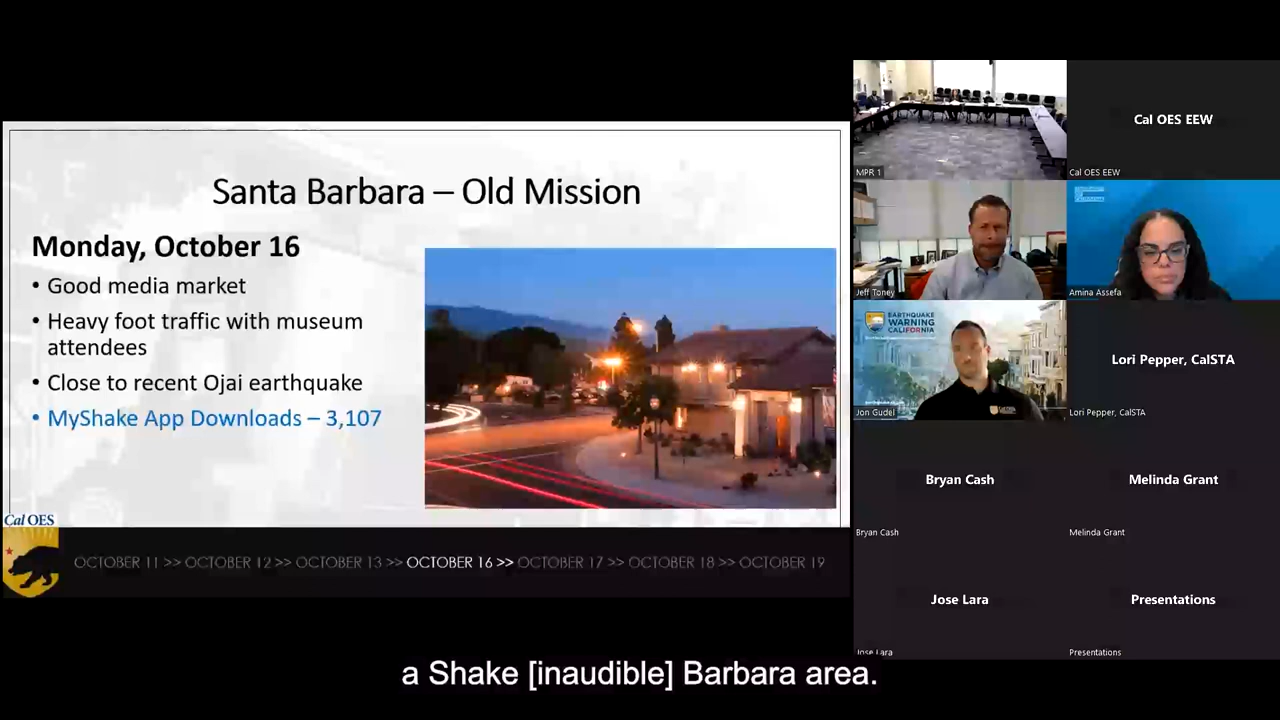 Santa Barbara – Old Mission
Monday, October 16
• Good media market
• Heavy foot traffic with museum
attendees
• Close to recent Ojai earthquake
• MyShake App Downloads – 3,107
Cal OES
OCTOBER 11 >> OCTOBER 12 >> OCTOBER 13 >> OCTOBER 16 >> OCTOBER 17 >> OCTOBER 18 >> OCTOBER 19
MPR 1
Cal OES EEW
Cal OES EEW
Jeff Toney
Amina Assefa
EARTHQUAKE
WARNING
CALIFORNIA
Jon Gudel
Lori Pepper, CalSTA
Lori Pepper, CalSTA
Bryan Cash
Bryan Cash
Melinda Grant
Melinda Grant
Jose Lara
Jose Lara
Presentations
Presentations
a Shake [inaudible] Barbara area.